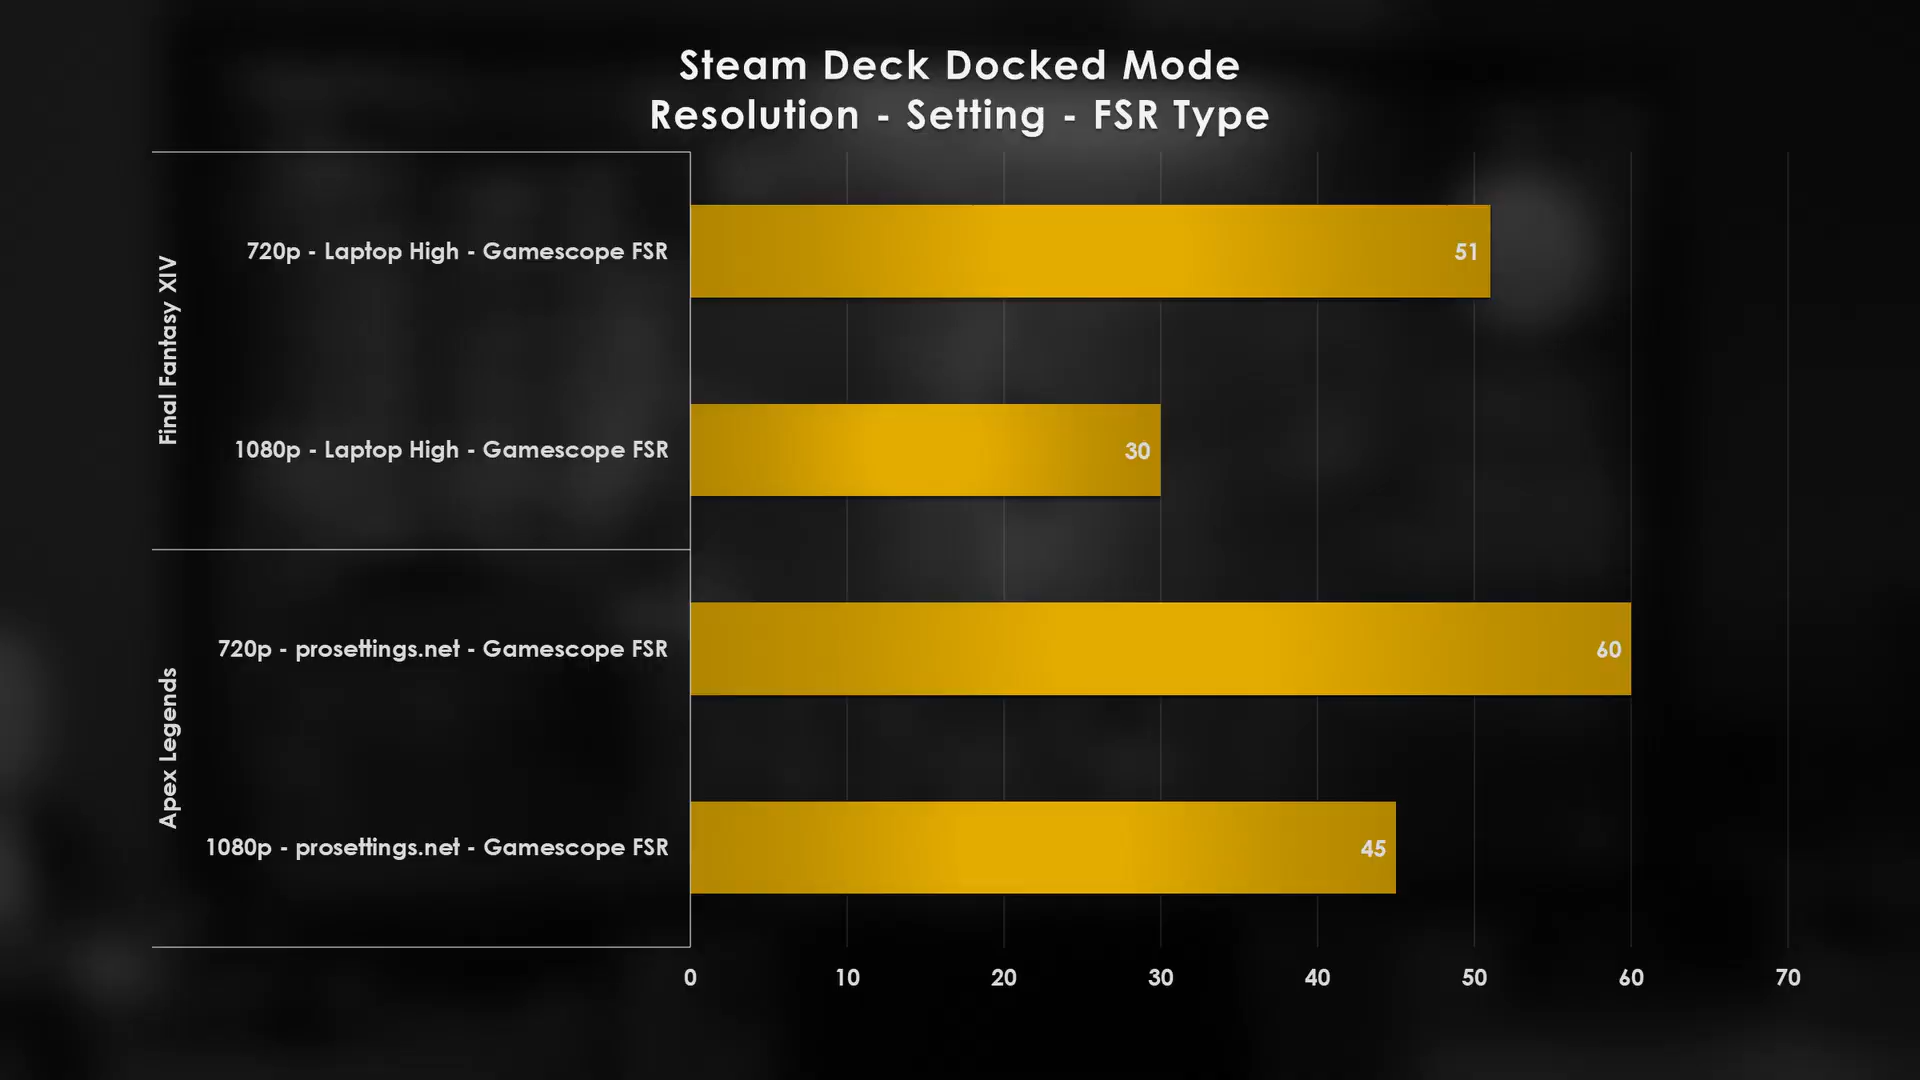 Steam Deck Docked Mode
Resolution - Setting - FSR Type
Final Fantasy XIV
720p - Laptop High - Gamescope FSR
51
1080p - Laptop High - Gamescope FSR
30
Apex Legends
720p - prosettings.net - Gamescope FSR
60
1080p - prosettings.net - Gamescope FSR
45
0 10 20 30 40 50 60 70